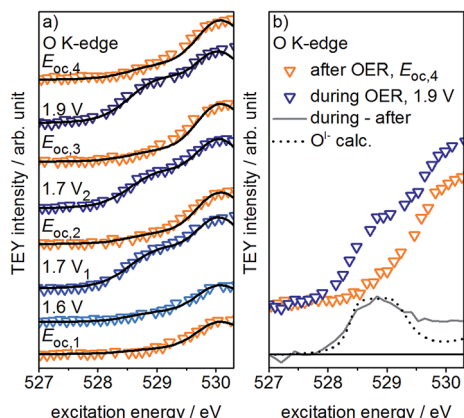 a)
O K-edge
E_oc,4
1.9 V
E_oc,3
1.7 V_2
E_oc,2
1.7 V_1
1.6 V
E_oc,1
TEY intensity / arb. unit
527 528 529 530
excitation energy / eV
b)
O K-edge
after OER, E_oc,4
during OER, 1.9 V
during - after
O^I- calc.
TEY intensity / arb. unit
527 528 529 530
excitation energy / eV